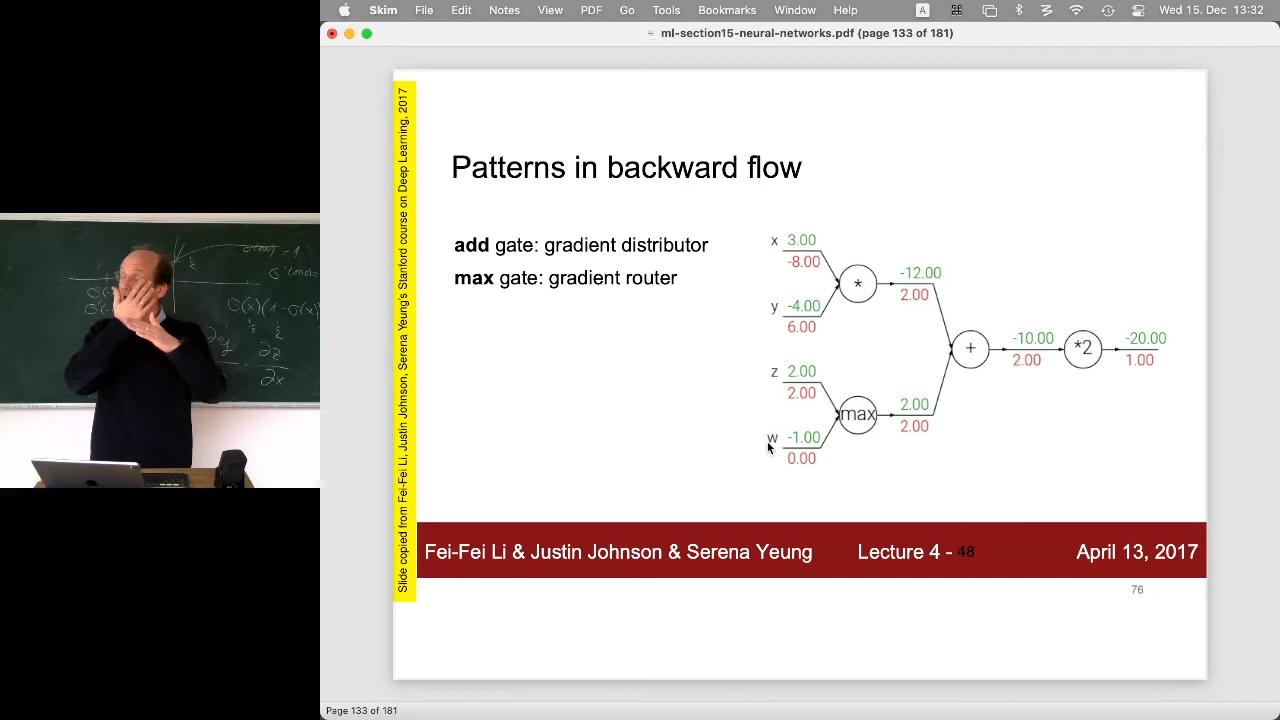 Skim File Edit Notes View PDF Go Tools Bookmarks Window Help A Wed 15. Dec 13:32
ml-section15-neural-networks.pdf (page 133 of 181)
Slide copied from Fei-Fei Li, Justin Johnson, Serena Yeung's Stanford course on Deep Learning, 2017
Patterns in backward flow
add gate: gradient distributor
max gate: gradient router
x 3.00
-8.00
y -4.00
6.00
z 2.00
2.00
w -1.00
0.00
*
-12.00
2.00
max
2.00
2.00
+
-10.00
2.00
*2
-20.00
1.00
Fei-Fei Li & Justin Johnson & Serena Yeung Lecture 4 - 48 April 13, 2017
76
Page 133 of 181
σ(x)(1-σ(x)
∂z
∂x